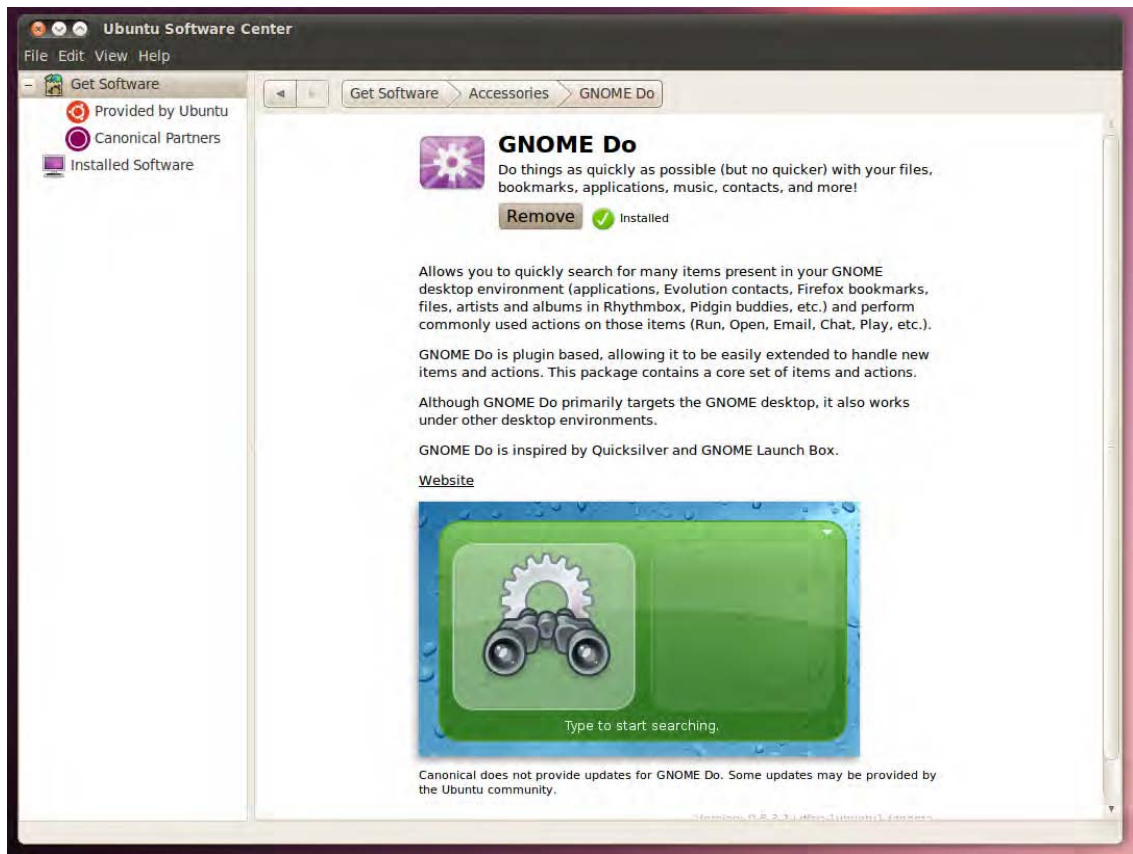 Ubuntu Software Center
File Edit View Help
Get Software
Provided by Ubuntu
Canonical Partners
Installed Software
Get Software Accessories GNOME Do
GNOME Do
Do things as quickly as possible (but no quicker) with your files,
bookmarks, applications, music, contacts, and more!
Remove Installed
Allows you to quickly search for many items present in your GNOME
desktop environment (applications, Evolution contacts, Firefox bookmarks,
files, artists and albums in Rhythmbox, Pidgin buddies, etc.) and perform
commonly used actions on those items (Run, Open, Email, Chat, Play, etc.).
GNOME Do is plugin based, allowing it to be easily extended to handle new
items and actions. This package contains a core set of items and actions.
Although GNOME Do primarily targets the GNOME desktop, it also works
under other desktop environments.
GNOME Do is inspired by Quicksilver and GNOME Launch Box.
Website
Type to start searching.
Canonical does not provide updates for GNOME Do. Some updates may be provided by
the Ubuntu community.